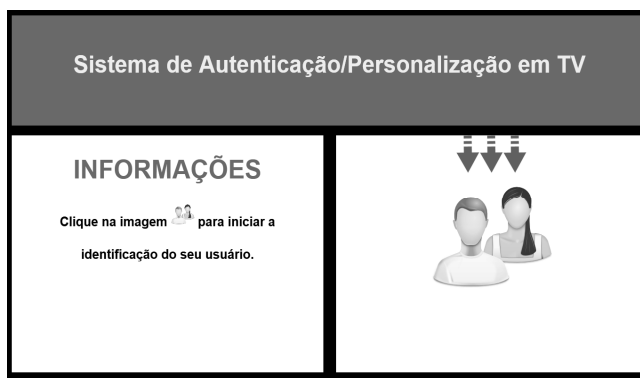 Sistema de Autenticação/Personalização em TV
INFORMAÇÕES
Clique na imagem para iniciar a
identificação do seu usuário.